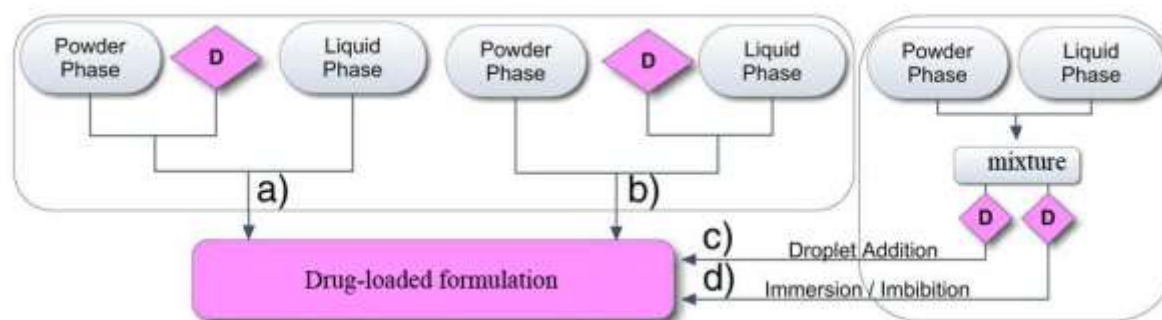 Powder
Phase
D
Liquid
Phase
Powder
Phase
D
Liquid
Phase
Powder
Phase
Liquid
Phase
mixture
a)
b)
D
D
c)
Droplet Addition
Drug-loaded formulation
d)
Immersion / Imbibition